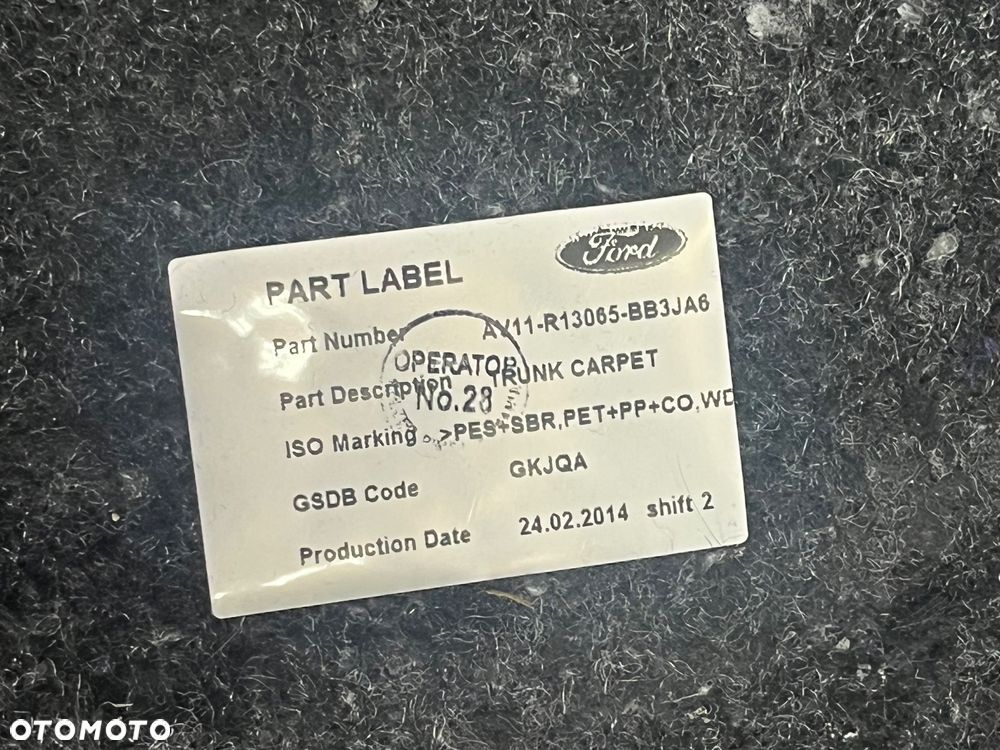 Ford
PART LABEL
Part Number AV11-R13065-BB3JA6
OPERATOR
No.28
Part Description TRUNK CARPET
ISO Marking >PES+SBR,PET+PP+CO,WD
GSDB Code GKJQA
Production Date 24.02.2014 shift 2
OTOMOTO